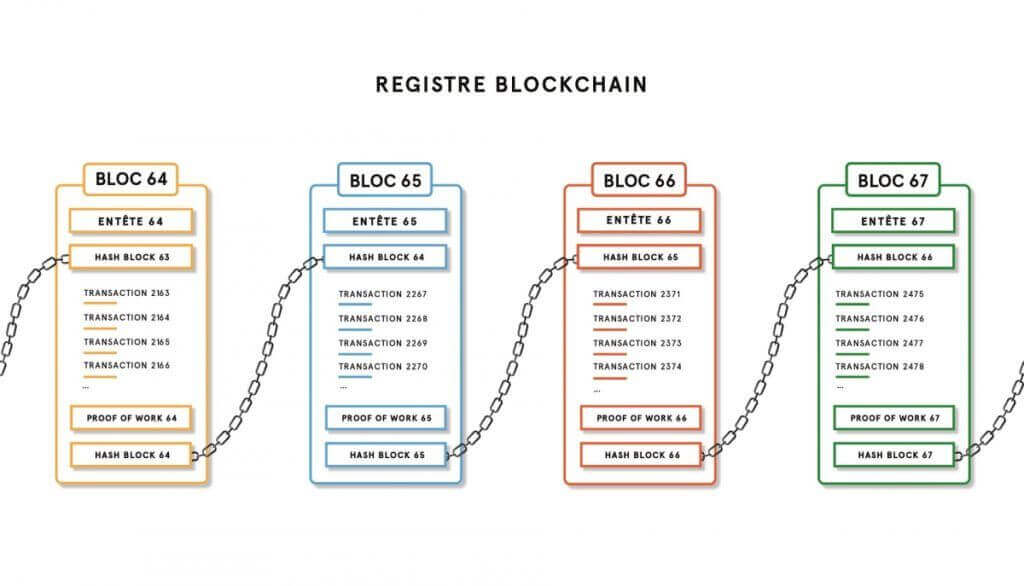 REGISTRE BLOCKCHAIN
BLOC 64
ENTÊTE 64
HASH BLOCK 63
TRANSACTION 2163
TRANSACTION 2164
TRANSACTION 2165
TRANSACTION 2166
...
PROOF OF WORK 64
HASH BLOCK 64
BLOC 65
ENTÊTE 65
HASH BLOCK 64
TRANSACTION 2267
TRANSACTION 2268
TRANSACTION 2269
TRANSACTION 2270
...
PROOF OF WORK 65
HASH BLOCK 65
BLOC 66
ENTÊTE 66
HASH BLOCK 65
TRANSACTION 2371
TRANSACTION 2372
TRANSACTION 2373
TRANSACTION 2374
...
PROOF OF WORK 66
HASH BLOCK 66
BLOC 67
ENTÊTE 67
HASH BLOCK 66
TRANSACTION 2475
TRANSACTION 2476
TRANSACTION 2477
TRANSACTION 2478
...
PROOF OF WORK 67
HASH BLOCK 67